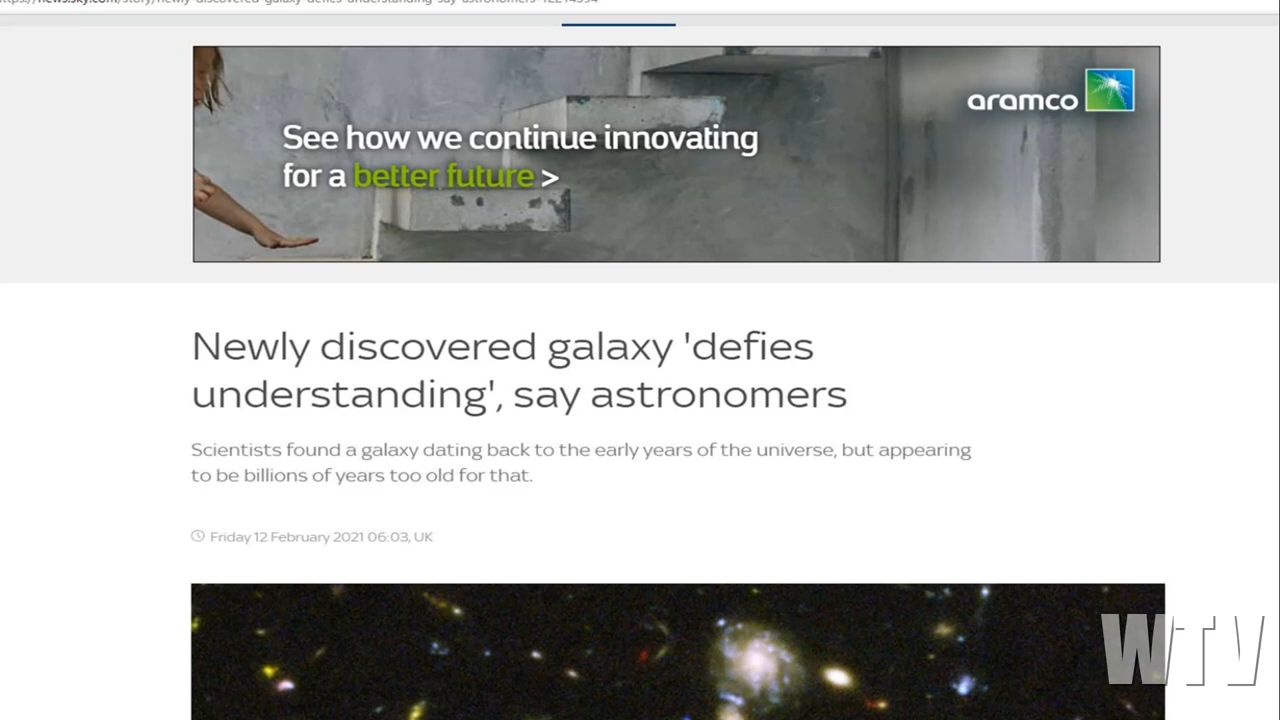 https://news.sky.com/story/newly-discovered-galaxy-defies-understanding-say-astronomers-12214594
aramco
See how we continue innovating
for a better future >
Newly discovered galaxy 'defies
understanding', say astronomers
Scientists found a galaxy dating back to the early years of the universe, but appearing
to be billions of years too old for that.
Friday 12 February 2021 06:03, UK
WTV